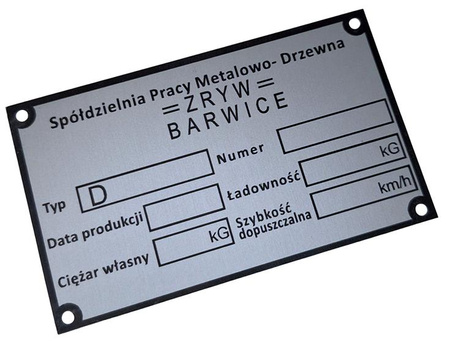 Spółdzielnia Pracy Metalowo- Drzewna
=ZRYW=
BARWICE
Typ D Numer
Data produkcji Ładowność kG
Ciężar własny kG Szybkość dopuszczalna km/h